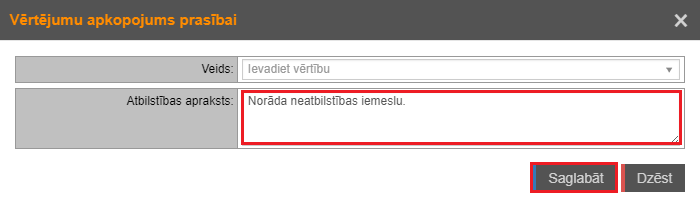 Vērtējumu apkopojums prasībai
Veids: Ievadiet vērtību
Atbilstības apraksts: Norāda neatbilstības iemeslu.
Saglabāt Dzēst